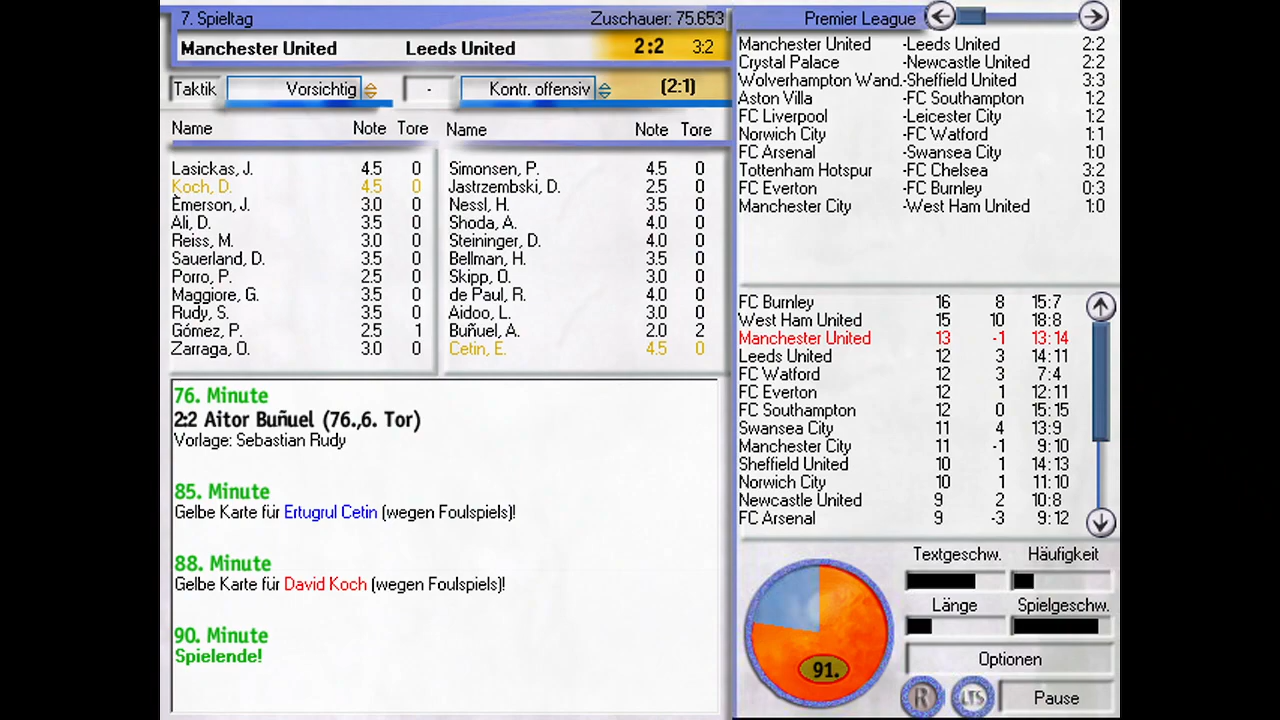 7. Spieltag Zuschauer: 75.653
Manchester United Leeds United 2:2 3:2
Taktik Vorsichtig - Kontr. offensiv (2:1)
Name Note Tore Name Note Tore
Lasickas, J. 4.5 0 Simonsen, P. 4.5 0
Koch, D. 4.5 0 Jastrzembski, D. 2.5 0
Èmerson, J. 3.0 0 Nessl, H. 3.5 0
Ali, D. 3.5 0 Shoda, A. 4.0 0
Reiss, M. 3.0 0 Steininger, D. 4.0 0
Sauerland, D. 3.5 0 Bellman, H. 3.5 0
Porro, P. 2.5 0 Skipp, O. 3.0 0
Maggiore, G. 3.5 0 de Paul, R. 4.0 0
Rudy, S. 3.5 0 Aidoo, L. 3.0 0
Gómez, P. 2.5 1 Buñuel, A. 2.0 2
Zarraga, O. 3.0 0 Cetin, E. 4.5 0
76. Minute
2:2 Aitor Buñuel (76.,6. Tor)
Vorlage: Sebastian Rudy
85. Minute
Gelbe Karte für Ertugrul Cetin (wegen Foulspiels)!
88. Minute
Gelbe Karte für David Koch (wegen Foulspiels)!
90. Minute
Spielende!
Premier League
Manchester United -Leeds United 2:2
Crystal Palace -Newcastle United 2:2
Wolverhampton Wand.-Sheffield United 3:3
Aston Villa -FC Southampton 1:2
FC Liverpool -Leicester City 1:2
Norwich City -FC Watford 1:1
FC Arsenal -Swansea City 1:0
Tottenham Hotspur -FC Chelsea 3:2
FC Everton -FC Burnley 0:3
Manchester City -West Ham United 1:0
FC Burnley 16 8 15:7
West Ham United 15 10 18:8
Manchester United 13 -1 13:14
Leeds United 12 3 14:11
FC Watford 12 3 7:4
FC Everton 12 1 12:11
FC Southampton 12 0 15:15
Swansea City 11 4 13:9
Manchester City 11 -1 9:10
Sheffield United 10 1 14:13
Norwich City 10 1 11:10
Newcastle United 9 2 10:8
FC Arsenal 9 -3 9:12
Textgeschw. Häufigkeit
Länge Spielgeschw.
Optionen
91.
R LTS Pause